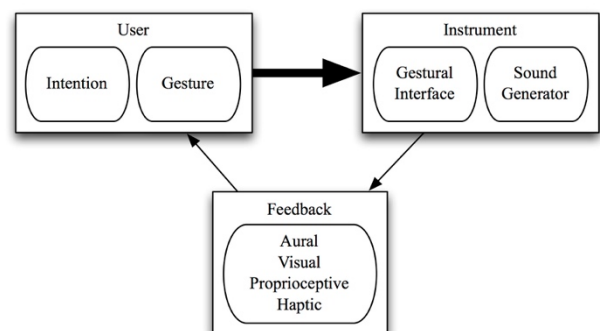 User
Intention
Gesture
Instrument
Gestural
Interface
Sound
Generator
Feedback
Aural
Visual
Proprioceptive
Haptic